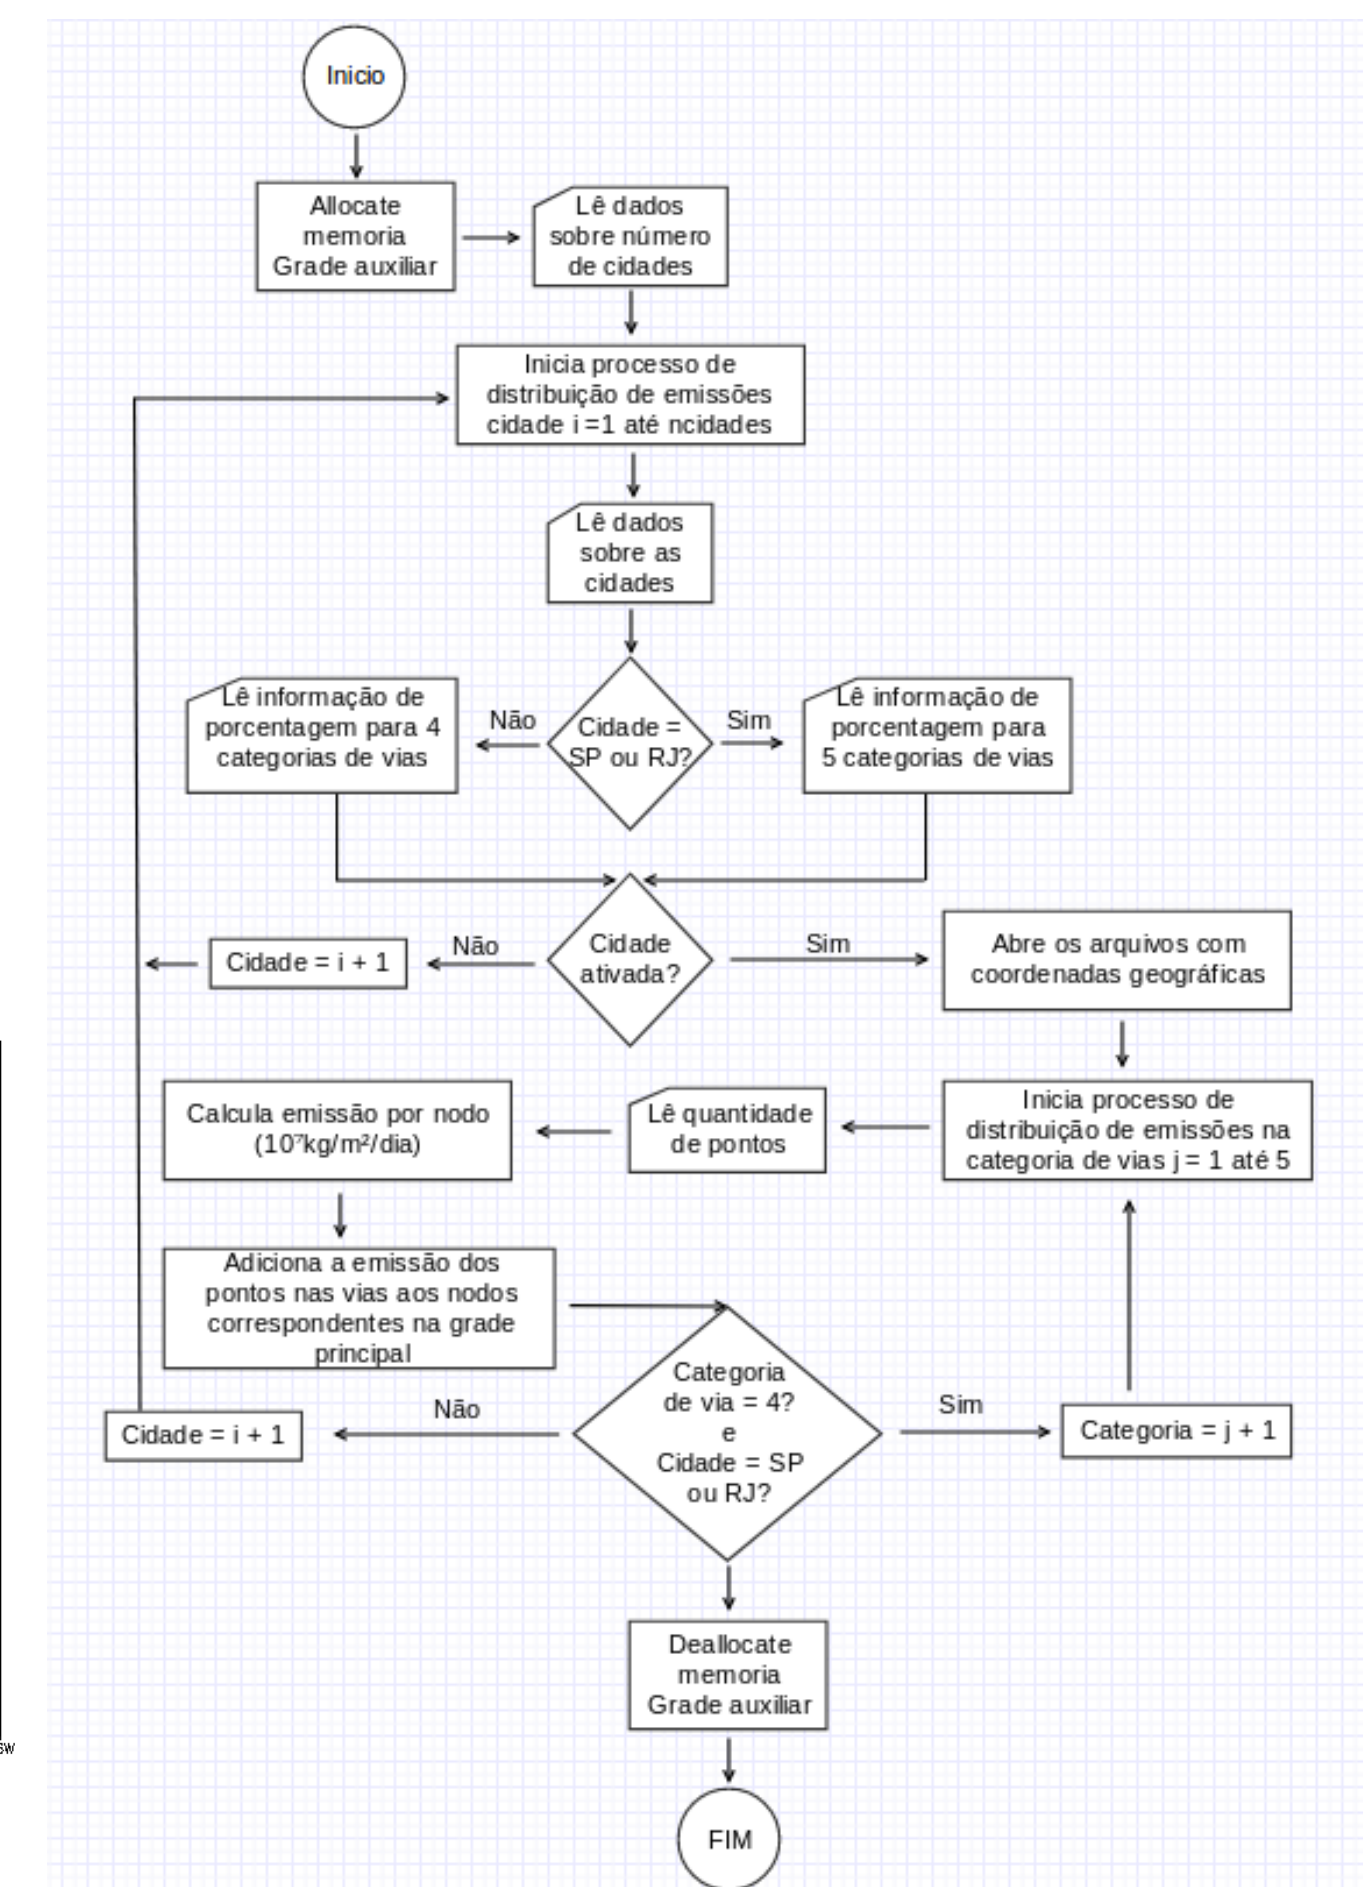 Inicio
Allocate
memoria
Grade auxiliar
Lê dados
sobre número
de cidades
Inicia processo de
distribuição de emissões
cidade i =1 até ncidades
Lê dados
sobre as
cidades
Cidade =
SP ou RJ?
Não
Sim
Lê informação de
porcentagem para 4
categorias de vias
Lê informação de
porcentagem para
5 categorias de vias
Cidade
ativada?
Não
Sim
Cidade = i + 1
Abre os arquivos com
coordenadas geográficas
Inicia processo de
distribuição de emissões na
categoria de vias j = 1 até 5
Lê quantidade
de pontos
Calcula emissão por nodo
(10⁷kg/m²/dia)
Adiciona a emissão dos
pontos nas vias aos nodos
correspondentes na grade
principal
Categoria
de via = 4?
e
Cidade = SP
ou RJ?
Não
Sim
Cidade = i + 1
Categoria = j + 1
Deallocate
memoria
Grade auxiliar
FIM